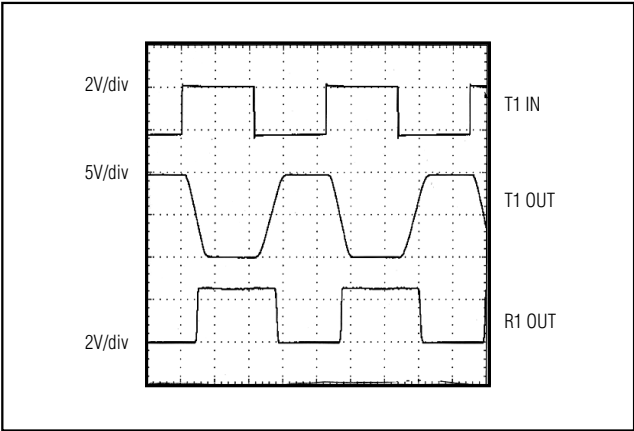 2V/div
T1 IN
5V/div
T1 OUT
R1 OUT
2V/div